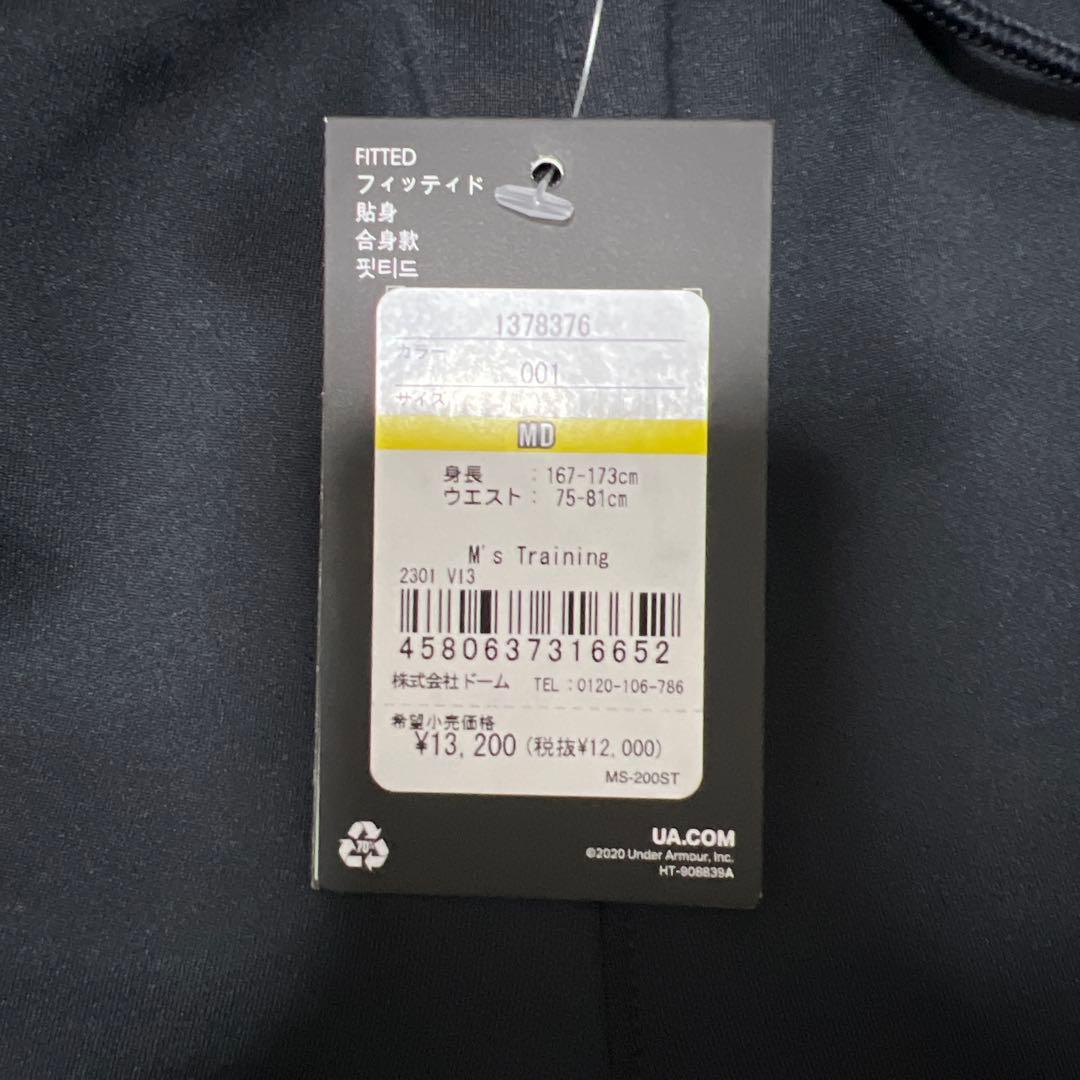 FITTED
フィッティド
貼身
合身款
핏티드
1378376
カラー
001
サイズ
MD
身長 : 167-173cm
ウエスト : 75-81cm
M's Training
2301 V13
4580637316652
株式会社ドーム TEL:0120-106-786
希望小売価格
¥13,200(税抜¥12,000)
MS-200ST
70%
UA.COM
©2020 Under Armour, Inc.
HT-908839A